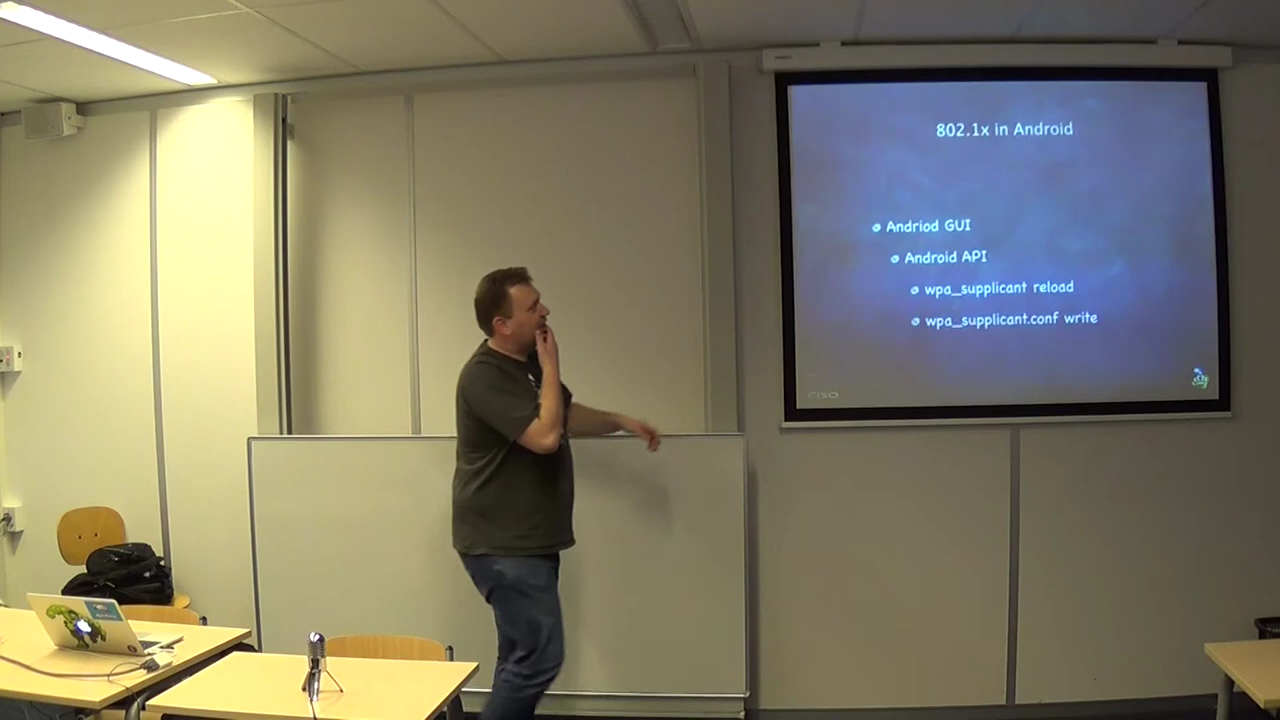 802.1x in Android
Andriod GUI
Android API
wpa_supplicant reload
wpa_supplicant.conf write